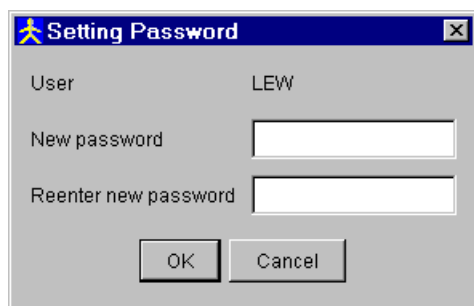 Setting Password
User LEW
New password
Reenter new password
OK Cancel